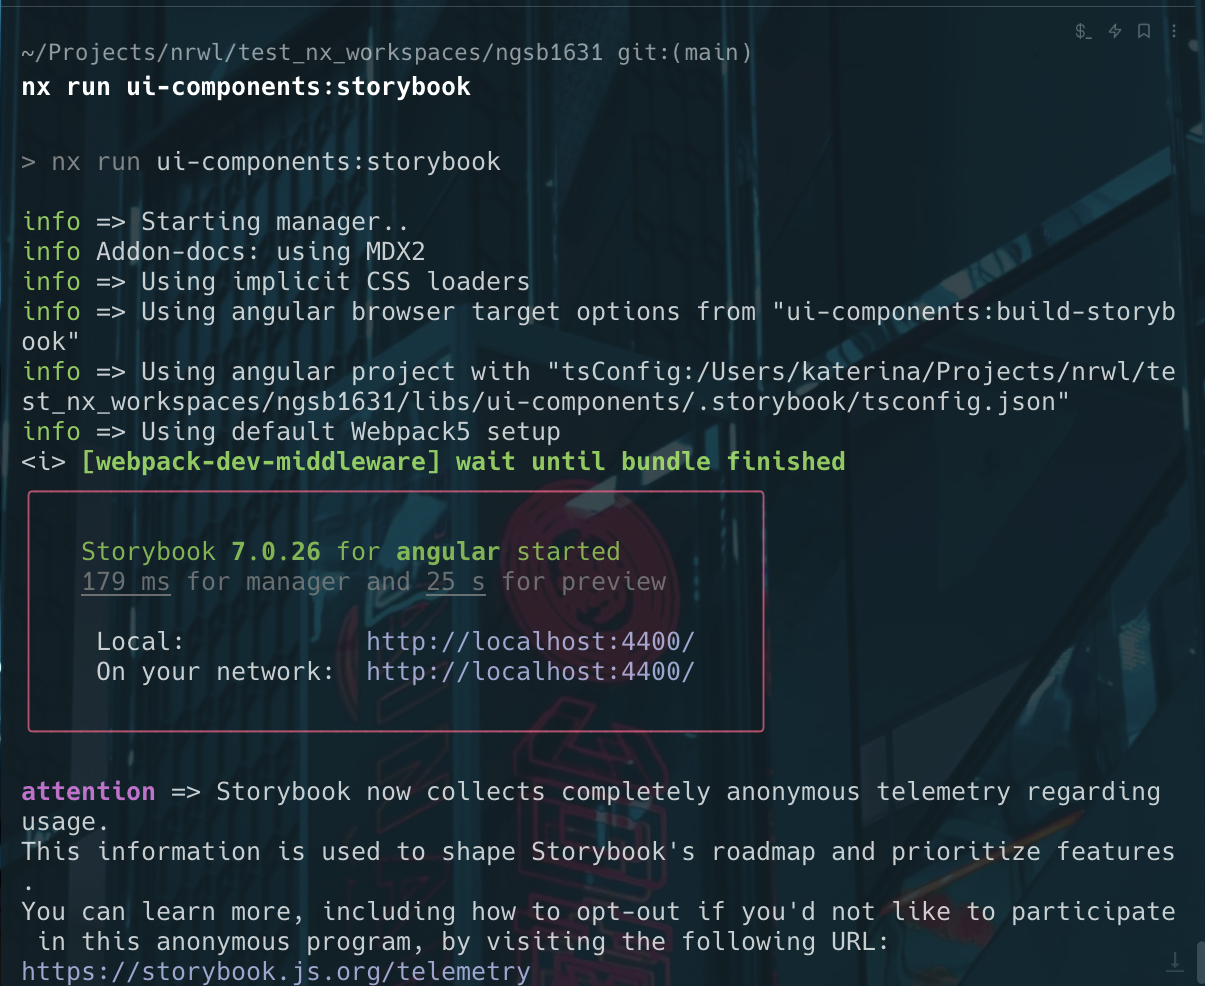 ~/Projects/nrwl/test_nx_workspaces/ngsb1631 git:(main)
nx run ui-components:storybook
> nx run ui-components:storybook
info => Starting manager..
info Addon-docs: using MDX2
info => Using implicit CSS loaders
info => Using angular browser target options from "ui-components:build-storyb
ook"
info => Using angular project with "tsConfig:/Users/katerina/Projects/nrwl/te
st_nx_workspaces/ngsb1631/libs/ui-components/.storybook/tsconfig.json"
info => Using default Webpack5 setup
<i> [webpack-dev-middleware] wait until bundle finished
Storybook 7.0.26 for angular started
179 ms for manager and 25 s for preview
Local: http://localhost:4400/
On your network: http://localhost:4400/
attention => Storybook now collects completely anonymous telemetry regarding
usage.
This information is used to shape Storybook's roadmap and prioritize features
.
You can learn more, including how to opt-out if you'd not like to participate
in this anonymous program, by visiting the following URL:
https://storybook.js.org/telemetry